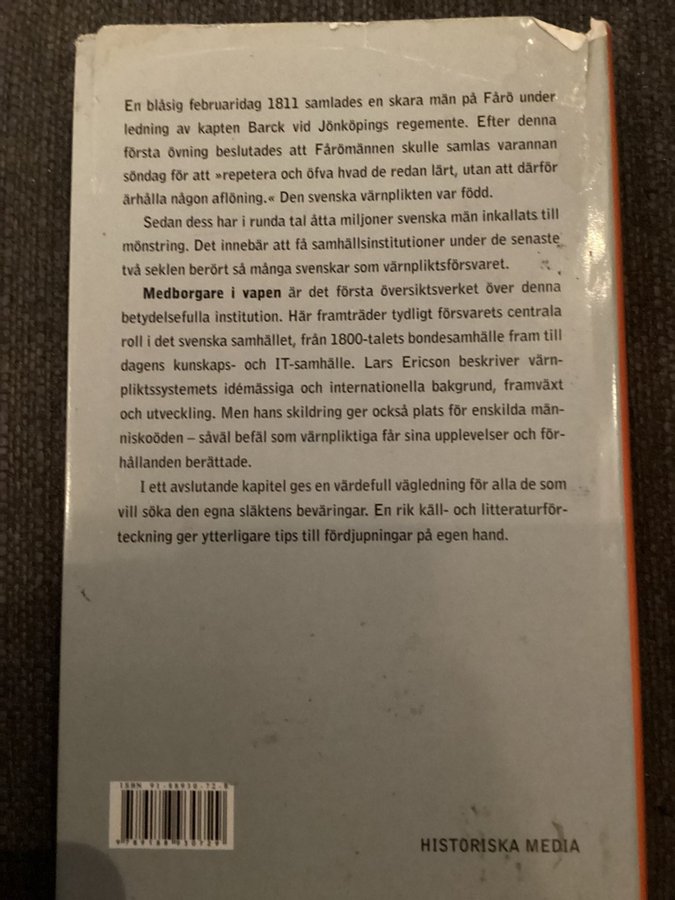 En blåsig februaridag 1811 samlades en skara män på Fårö under
ledning av kapten Barck vid Jönköpings regemente. Efter denna
första övning beslutades att Fårömännen skulle samlas varannan
söndag för att »repetera och öfva hvad de redan lärt, utan att därför
ärhålla någon aflöning.« Den svenska värnplikten var född.
Sedan dess har i runda tal åtta miljoner svenska män inkallats till
mönstring. Det innebär att få samhällsinstitutioner under de senaste
två seklen berört så många svenskar som värnpliktsförsvaret.
Medborgare i vapen är det första översiktsverket över denna
betydelsefulla institution. Här framträder tydligt försvarets centrala
roll i det svenska samhället, från 1800-talets bondesamhälle fram till
dagens kunskaps- och IT-samhälle. Lars Ericson beskriver värn-
pliktssystemets idémässiga och internationella bakgrund, framväxt
och utveckling. Men hans skildring ger också plats för enskilda män-
niskoöden – såväl befäl som värnpliktiga får sina upplevelser och för-
hållanden berättade.
I ett avslutande kapitel ges en värdefull vägledning för alla de som
vill söka den egna släktens beväringar. En rik käll- och litteraturför-
teckning ger ytterligare tips till fördjupningar på egen hand.
ISBN 91-88930-72-8
9 789188 930729
HISTORISKA MEDIA